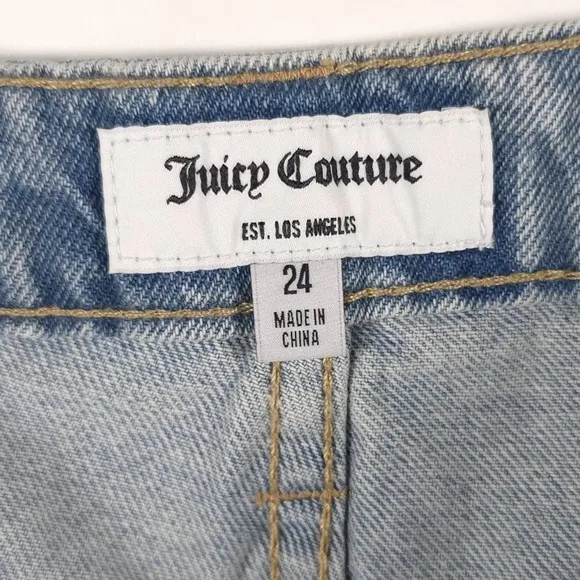 Juicy Couture
EST. LOS ANGELES
24
MADE IN
CHINA